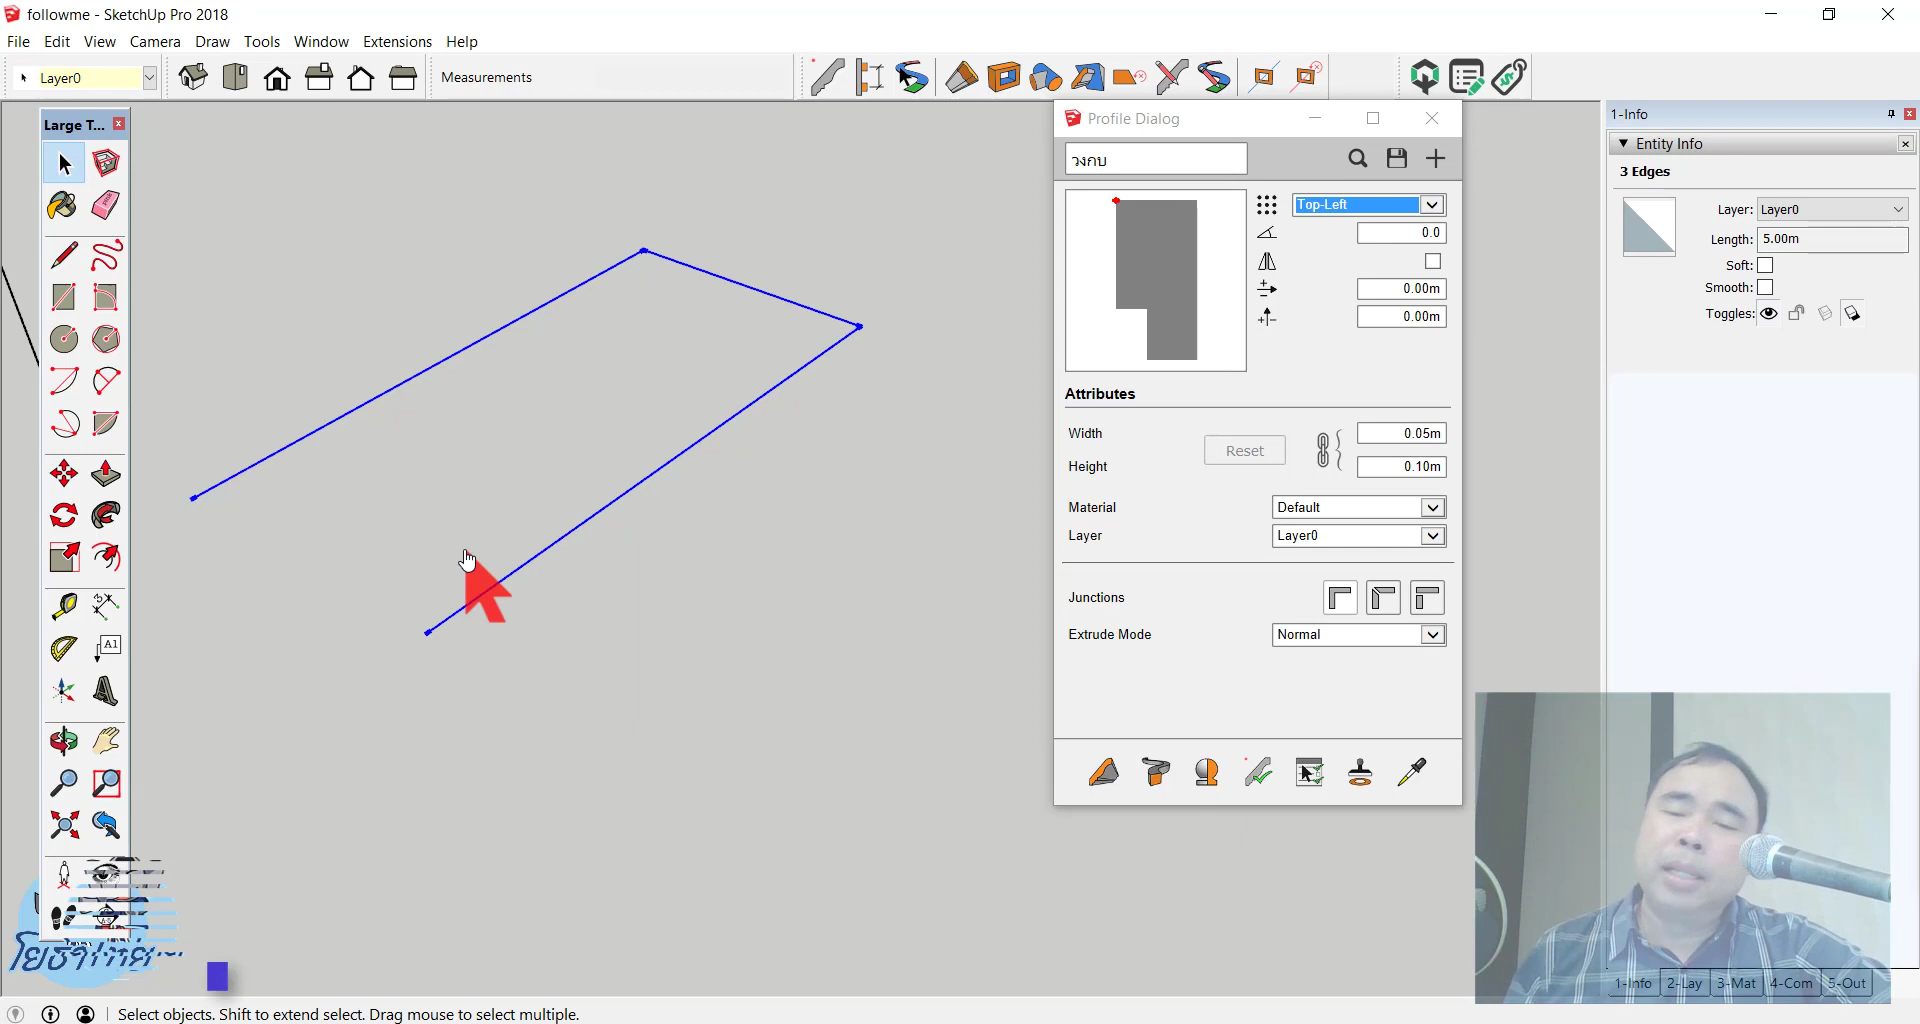 followme - SketchUp Pro 2018
File Edit View Camera Draw Tools Window Extensions Help
Layer0
Measurements
Large T...
Profile Dialog
วงกบ
Top-Left
0.0
0.00m
0.00m
Attributes
Width
0.05m
Reset
Height
0.10m
Material
Default
Layer
Layer0
Junctions
Extrude Mode
Normal
1-Info
Entity Info
3 Edges
Layer: Layer0
Length: 5.00m
Soft:
Smooth:
Toggles:
A1
1-Info 2-Lay 3-Mat 4-Com 5-Out
Select objects. Shift to extend select. Drag mouse to select multiple.